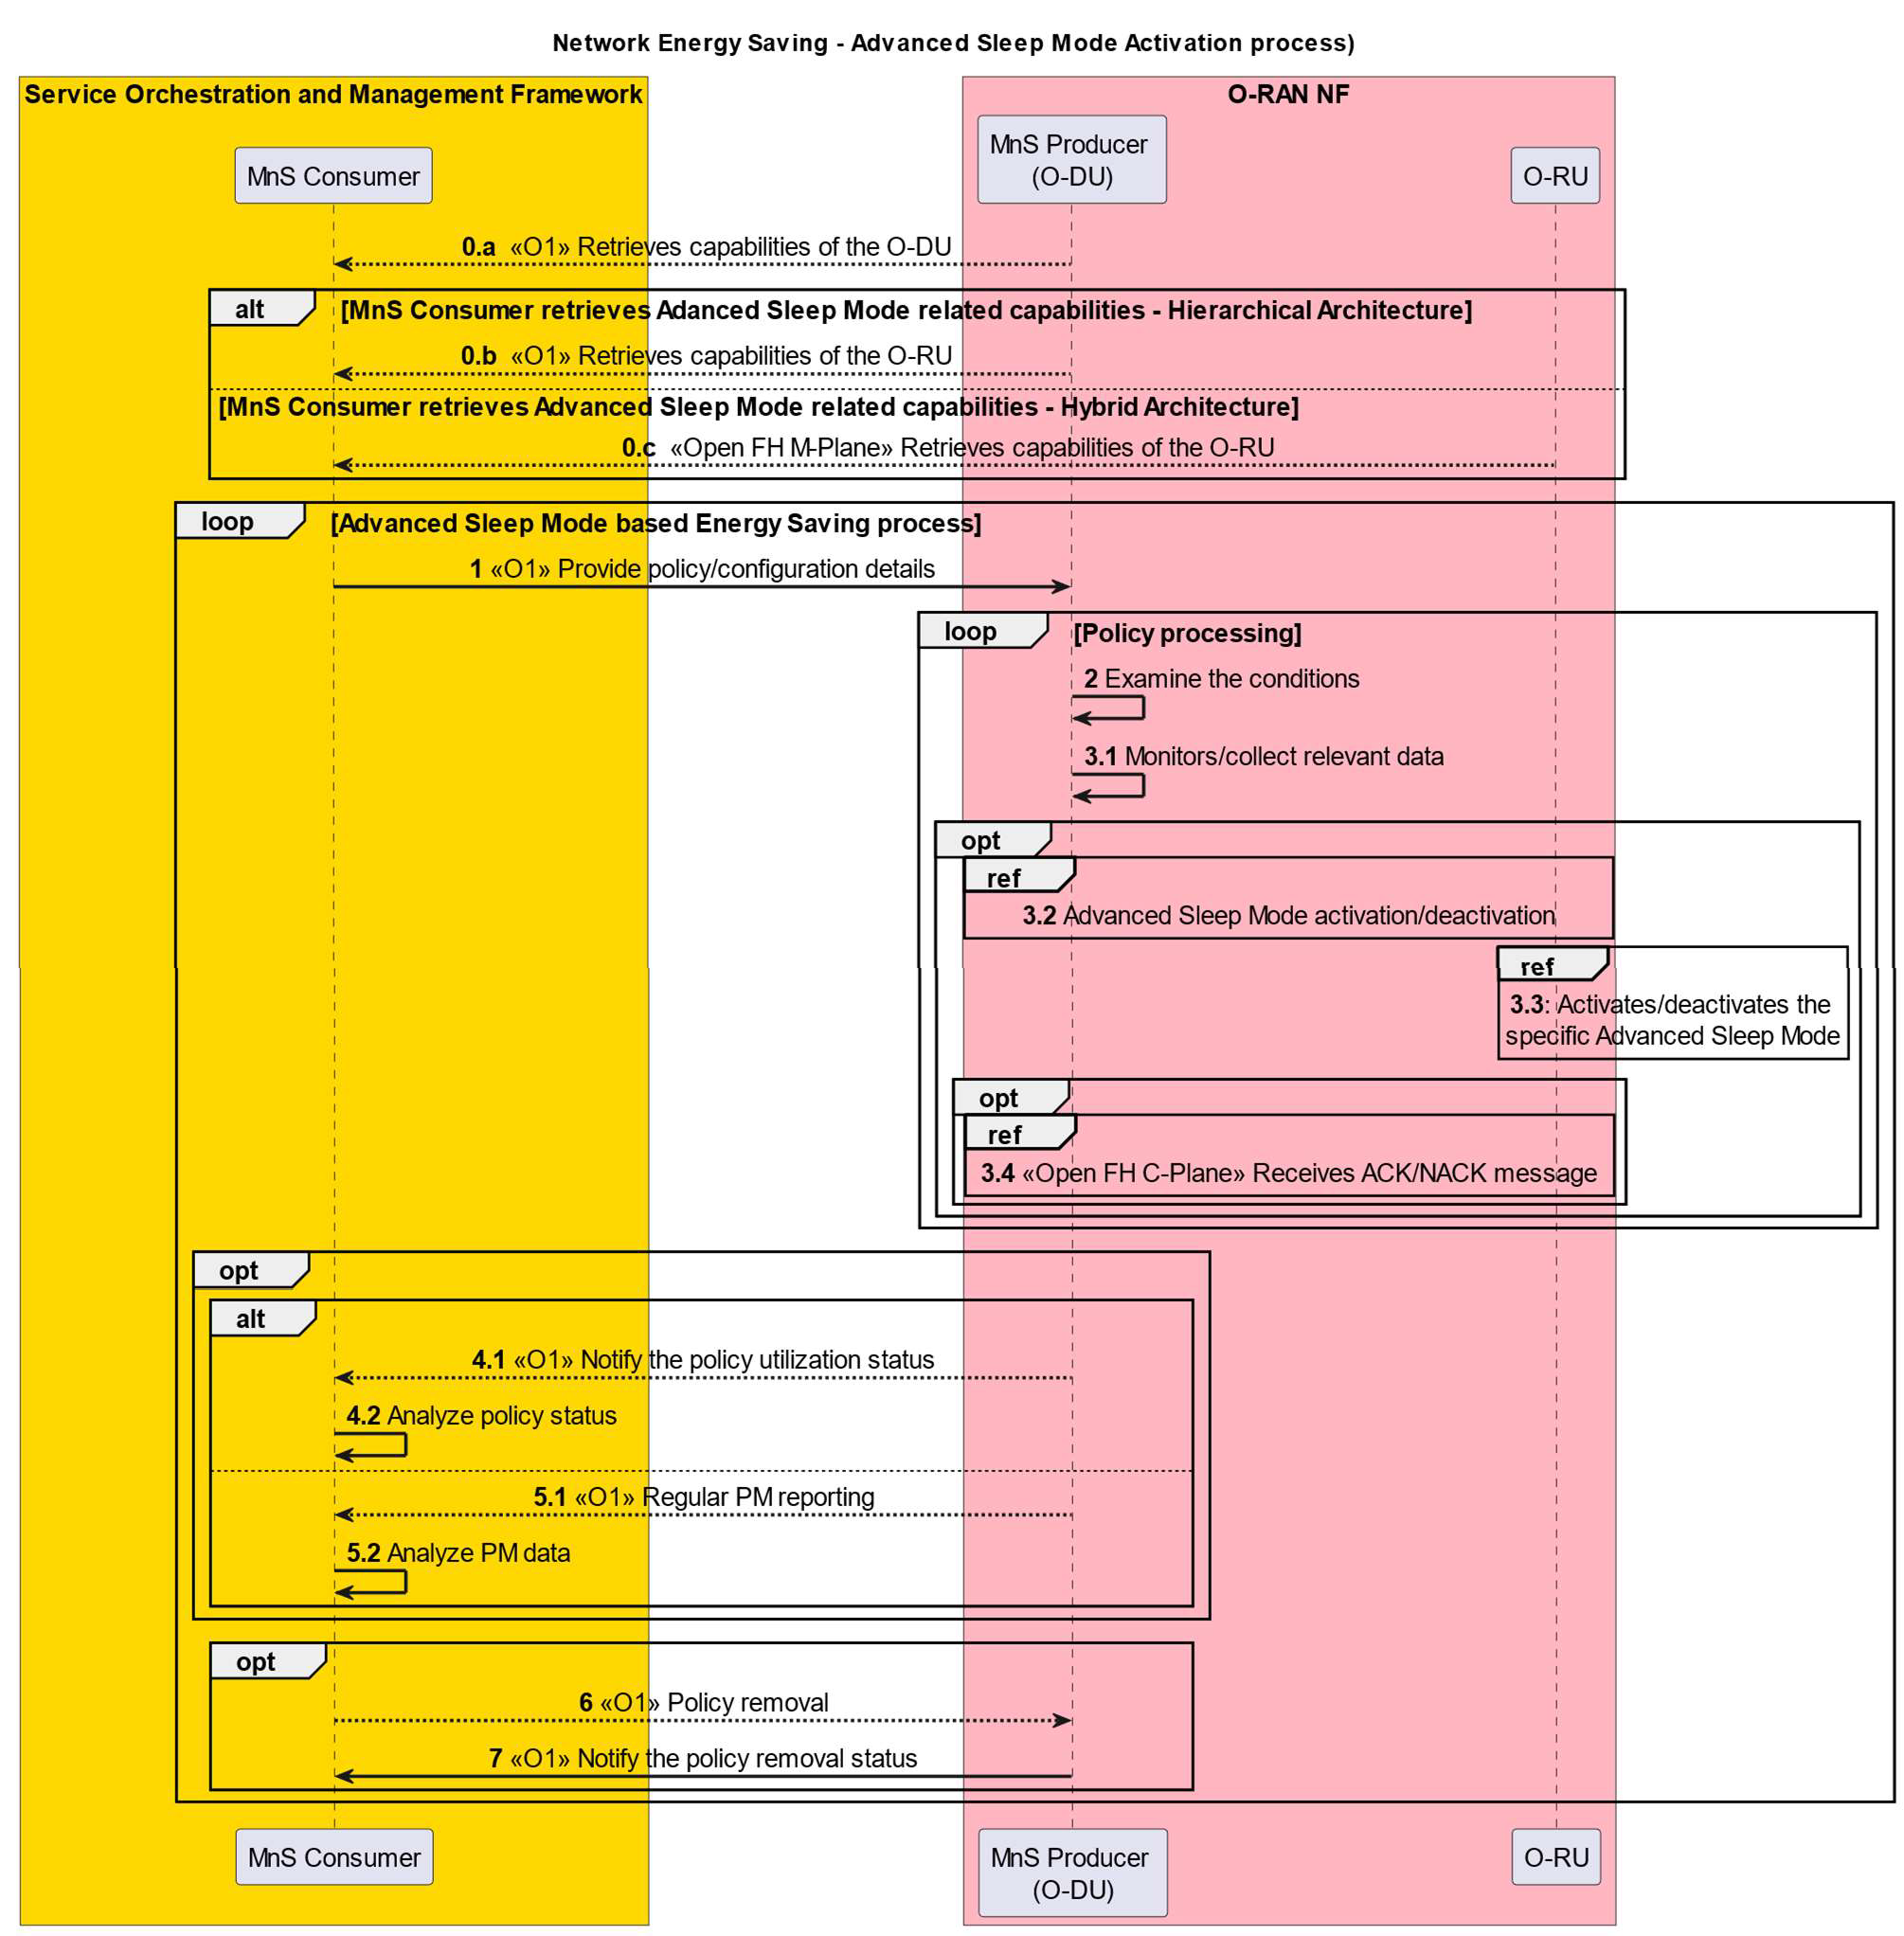 Network Energy Saving - Advanced Sleep Mode Activation process)
Service Orchestration and Management Framework
O-RAN NF
MnS Consumer
MnS Producer
(O-DU)
O-RU
0.a «O1» Retrieves capabilities of the O-DU
alt [MnS Consumer retrieves Adanced Sleep Mode related capabilities - Hierarchical Architecture]
0.b «O1» Retrieves capabilities of the O-RU
[MnS Consumer retrieves Advanced Sleep Mode related capabilities - Hybrid Architecture]
0.c «Open FH M-Plane» Retrieves capabilities of the O-RU
loop [Advanced Sleep Mode based Energy Saving process]
1 «O1» Provide policy/configuration details
loop [Policy processing]
2 Examine the conditions
3.1 Monitors/collect relevant data
opt
ref
3.2 Advanced Sleep Mode activation/deactivation
ref
3.3: Activates/deactivates the
specific Advanced Sleep Mode
opt
ref
3.4 «Open FH C-Plane» Receives ACK/NACK message
opt
alt
4.1 «O1» Notify the policy utilization status
4.2 Analyze policy status
5.1 «O1» Regular PM reporting
5.2 Analyze PM data
opt
6 «O1» Policy removal
7 «O1» Notify the policy removal status
MnS Consumer
MnS Producer
(O-DU)
O-RU